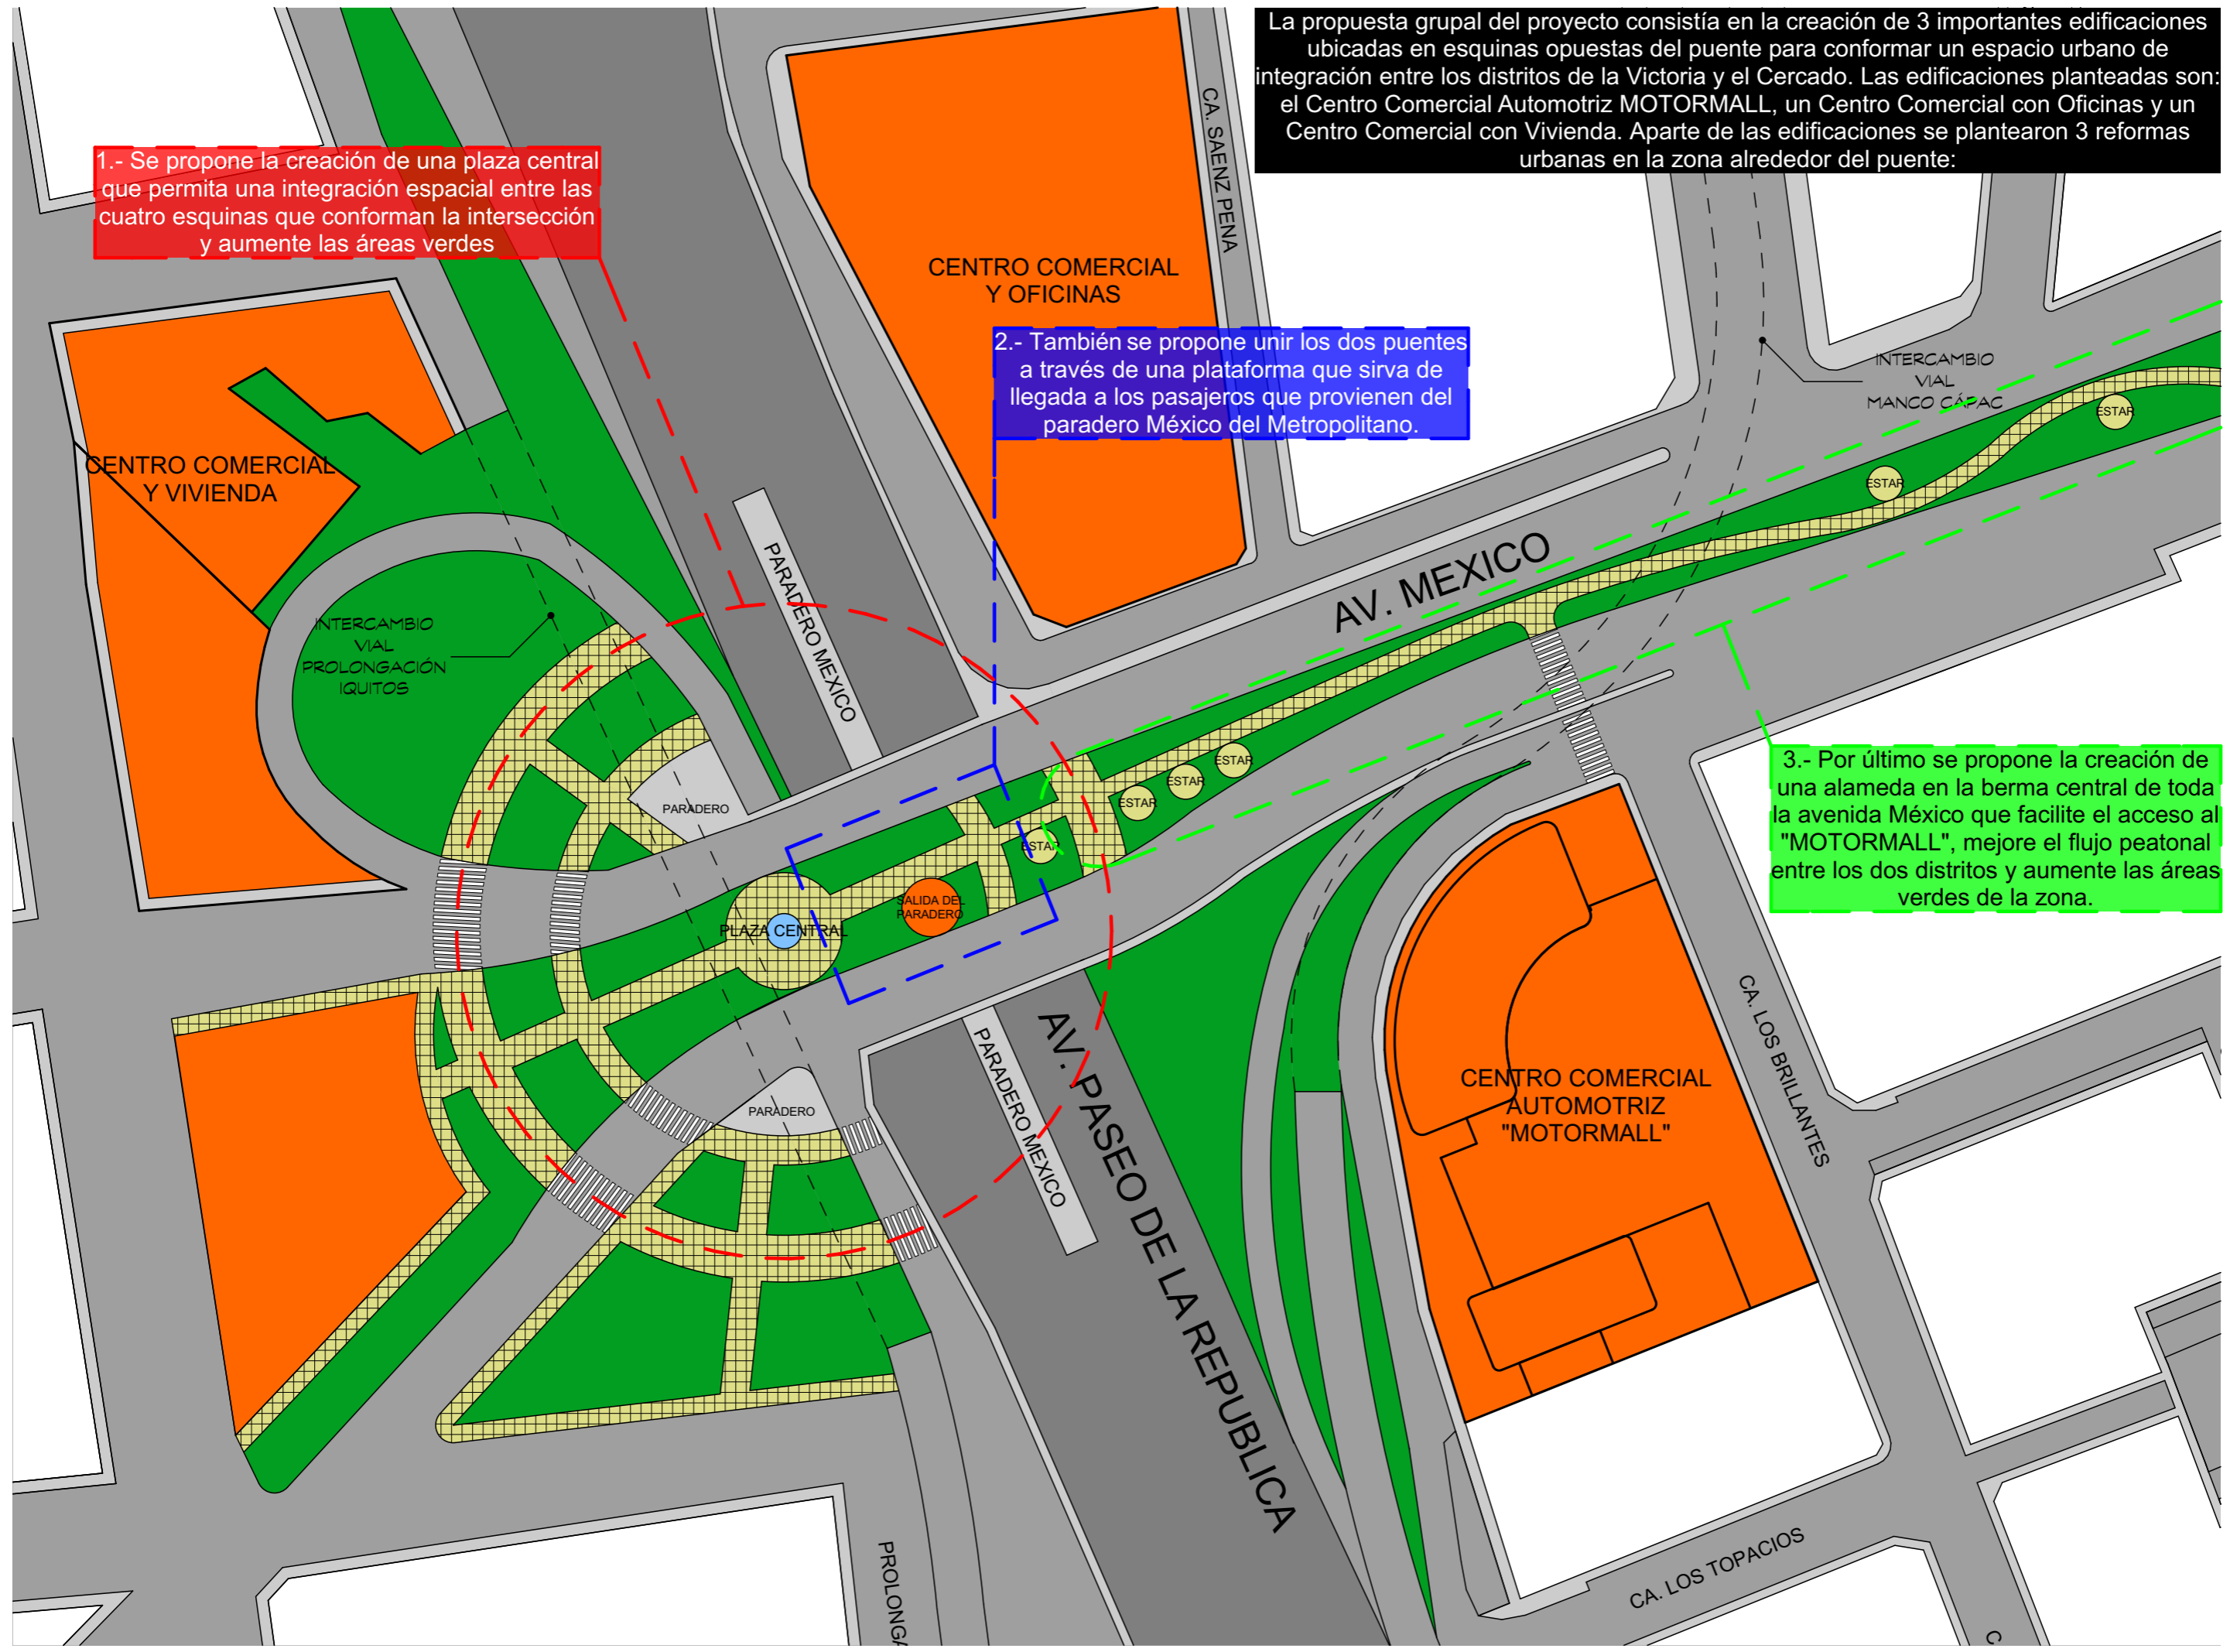 La propuesta grupal del proyecto consistía en la creación de 3 importantes edificaciones
ubicadas en esquinas opuestas del puente para conformar un espacio urbano de
integración entre los distritos de la Victoria y el Cercado. Las edificaciones planteadas son:
el Centro Comercial Automotriz MOTORMALL, un Centro Comercial con Oficinas y un
Centro Comercial con Vivienda. Aparte de las edificaciones se plantearon 3 reformas
urbanas en la zona alrededor del puente:
1.- Se propone la creación de una plaza central
que permita una integración espacial entre las
cuatro esquinas que conforman la intersección
y aumente las áreas verdes
CA. SAENZ PENA
CENTRO COMERCIAL
Y OFICINAS
2.- También se propone unir los dos puentes
a través de una plataforma que sirva de
llegada a los pasajeros que provienen del
paradero México del Metropolitano.
INTERCAMBIO
VIAL
MANCO CÁPAC
ESTAR
ESTAR
CENTRO COMERCIAL
Y VIVIENDA
AV. MEXICO
PARADERO MEXICO
INTERCAMBIO
VIAL
PROLONGACIÓN
IQUITOS
3.- Por último se propone la creación de
una alameda en la berma central de toda
la avenida México que facilite el acceso al
"MOTORMALL", mejore el flujo peatonal
entre los dos distritos y aumente las áreas
verdes de la zona.
PARADERO
ESTAR
ESTAR
ESTAR
ESTAR
SALIDA DEL
PARADERO
PLAZA CENTRAL
PARADERO
PARADERO MEXICO
AV. PASEO DE LA REPUBLICA
CENTRO COMERCIAL
AUTOMOTRIZ
"MOTORMALL"
CA. LOS BRILLANTES
CA. LOS TOPACIOS
PROLONGA
C